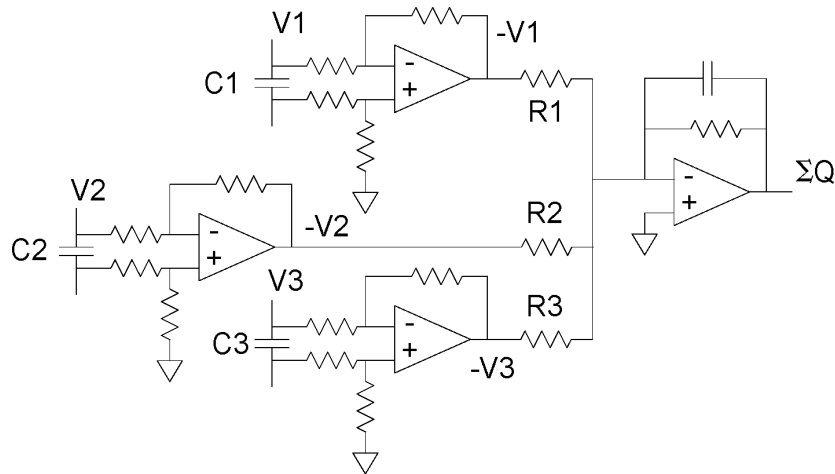 V1
-V1
C1
-
+
R1
V2
-
+
ΣQ
-V2
C2
-
+
R2
V3
R3
C3
-
+
-V3